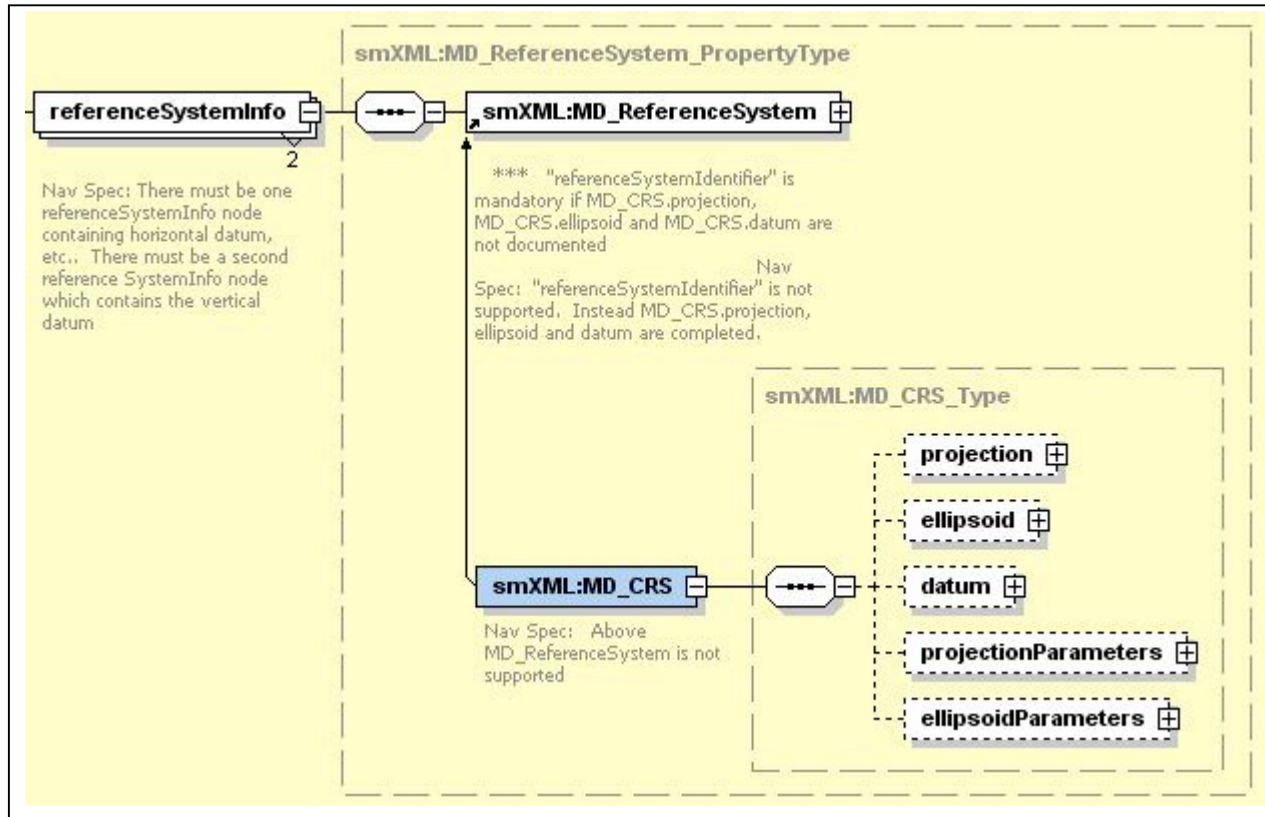 smXML:MD_ReferenceSystem_PropertyType
referenceSystemInfo
smXML:MD_ReferenceSystem
2
Nav Spec: There must be one
referenceSystemInfo node
containing horizontal datum,
etc.. There must be a second
reference SystemInfo node
which contains the vertical
datum
*** "referenceSystemIdentifier" is
mandatory if MD_CRS.projection,
MD_CRS.ellipsoid and MD_CRS.datum are
not documented
Nav
Spec: "referenceSystemIdentifier" is not
supported. Instead MD_CRS.projection,
ellipsoid and datum are completed.
smXML:MD_CRS_Type
projection
ellipsoid
smXML:MD_CRS
datum
Nav Spec: Above
MD_ReferenceSystem is not
supported
projectionParameters
ellipsoidParameters